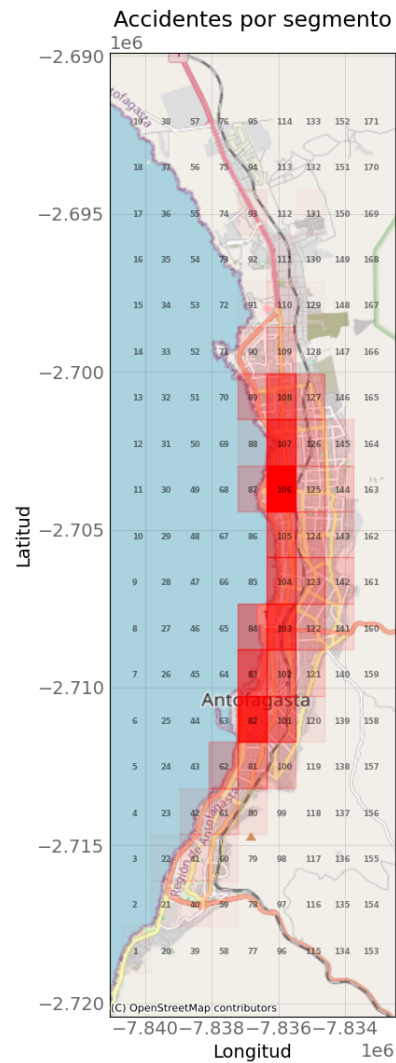 Accidentes por segmento
1e6
−2.690
Antofagasta
19 38 57 76 95 114 133 152 171
18 37 56 75 94 113 132 151 170
−2.695
17 36 55 74 93 112 131 150 169
16 35 54 73 92 111 130 149 168
15 34 53 72 91 110 129 148 167
14 33 52 71 90 109 128 147 166
−2.700
13 32 51 70 89 108 127 146 165
12 31 50 69 88 107 126 145 164
11 30 49 68 87 106 125 144 163
−2.705
10 29 48 67 86 105 124 143 162
9 28 47 66 85 104 123 142 161
8 27 46 65 84 103 122 141 160
7 26 45 64 83 102 121 140 159
−2.710
Antofagasta
6 25 44 63 82 101 120 139 158
5 24 43 62 81 100 119 138 157
4 23 42 61 80 99 118 137 156
−2.715
Región de Antofagasta
3 22 41 60 79 98 117 136 155
2 21 40 59 78 97 116 135 154
1 20 39 58 77 96 115 134 153
−2.720
(C) OpenStreetMap contributors
−7.840 −7.838 −7.836 −7.834
1e6
Longitud
Latitud